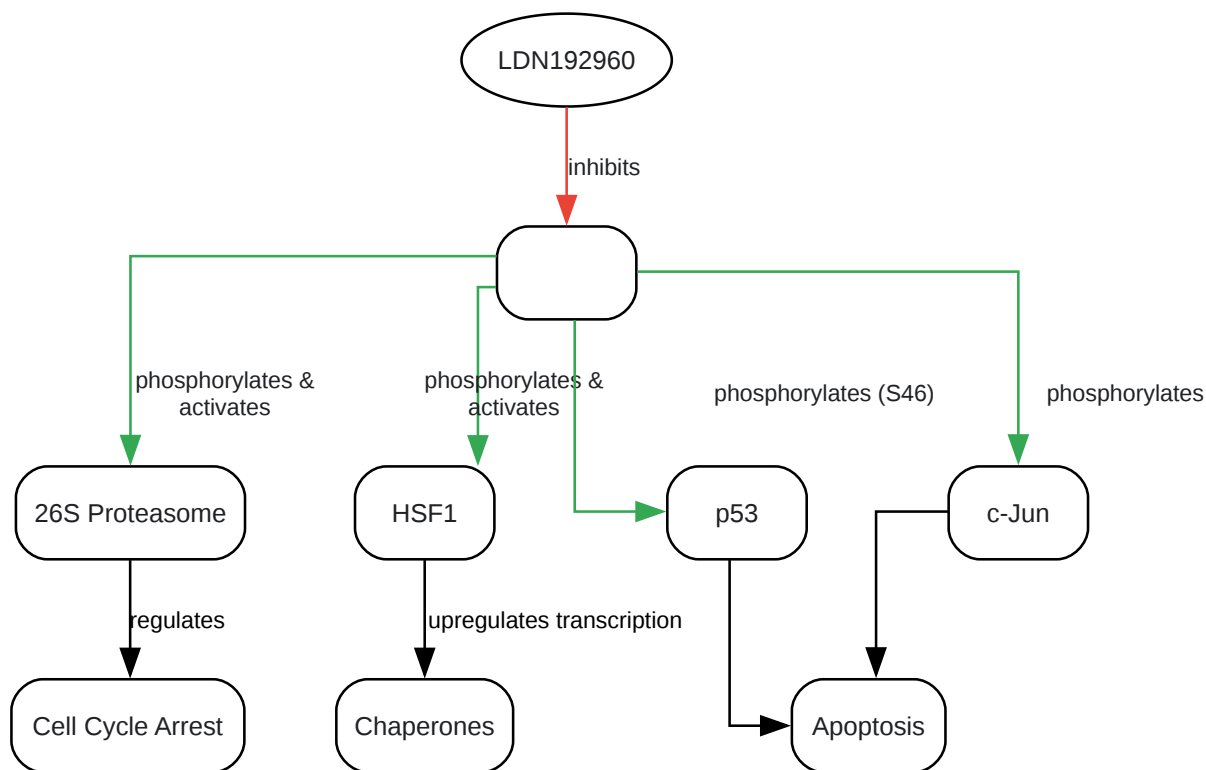 LDN192960
inhibits
phosphorylates &
activates
phosphorylates &
activates
phosphorylates (S46)
phosphorylates
26S Proteasome
HSF1
p53
c-Jun
regulates
upregulates transcription
Cell Cycle Arrest
Chaperones
Apoptosis